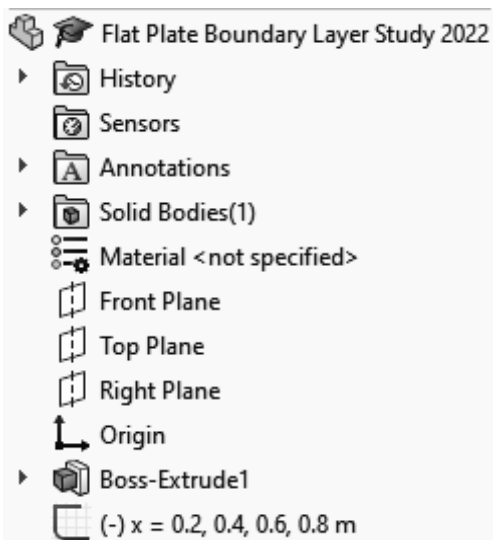 Flat Plate Boundary Layer Study 2022
History
Sensors
A Annotations
Solid Bodies(1)
Material <not specified>
Front Plane
Top Plane
Right Plane
Origin
Boss-Extrude1
(-) x = 0.2, 0.4, 0.6, 0.8 m